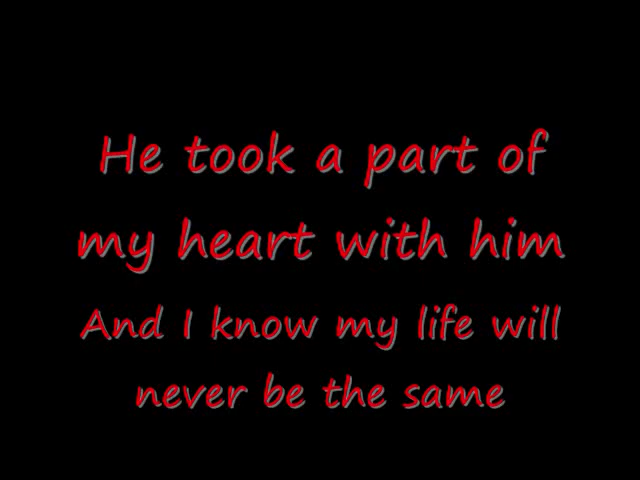 He took a part of
my heart with him
And I know my life will
never be the same